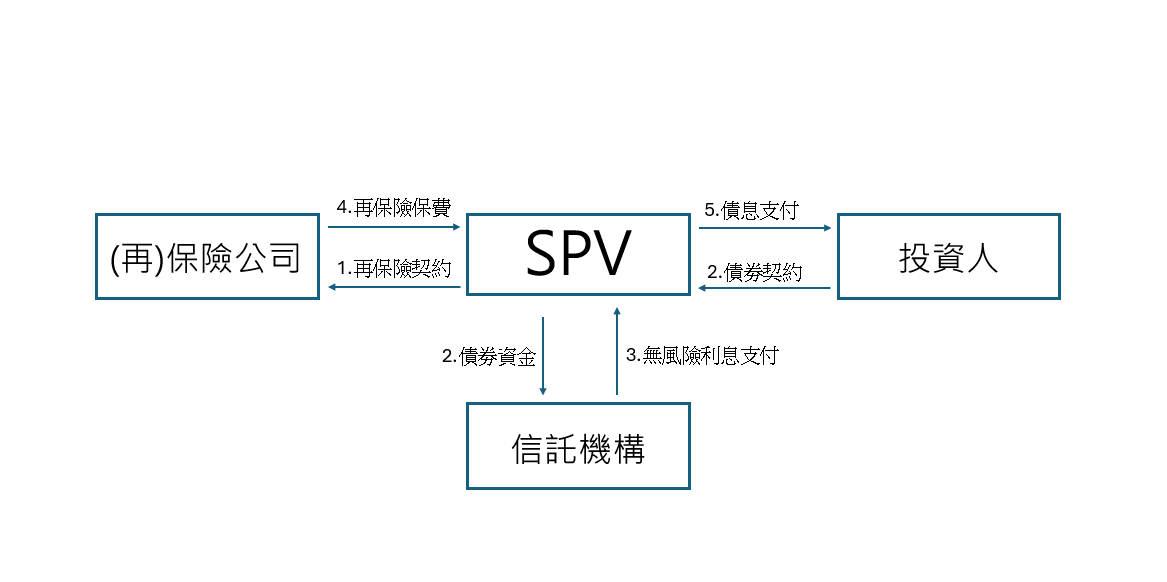 4.再保險保費
5.債息支付
(再)保險公司
SPV
投資人
1.再保險契約
2.債券契約
2.債券資金
3.無風險利息支付
信託機構